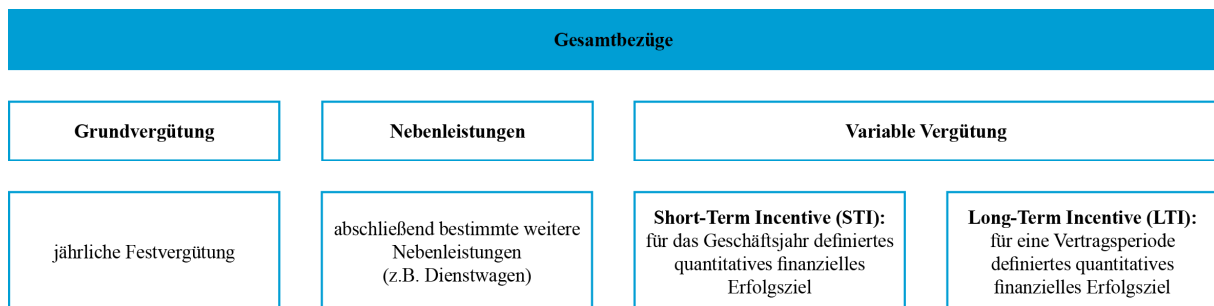 Gesamtbezüge
Grundvergütung
Nebenleistungen
Variable Vergütung
jährliche Festvergütung
abschließend bestimmte weitere
Nebenleistungen
(z.B. Dienstwagen)
Short-Term Incentive (STI):
für das Geschäftsjahr definiertes
quantitatives finanzielles
Erfolgsziel
Long-Term Incentive (LTI):
für eine Vertragsperiode
definiertes quantitatives
finanzielles Erfolgsziel